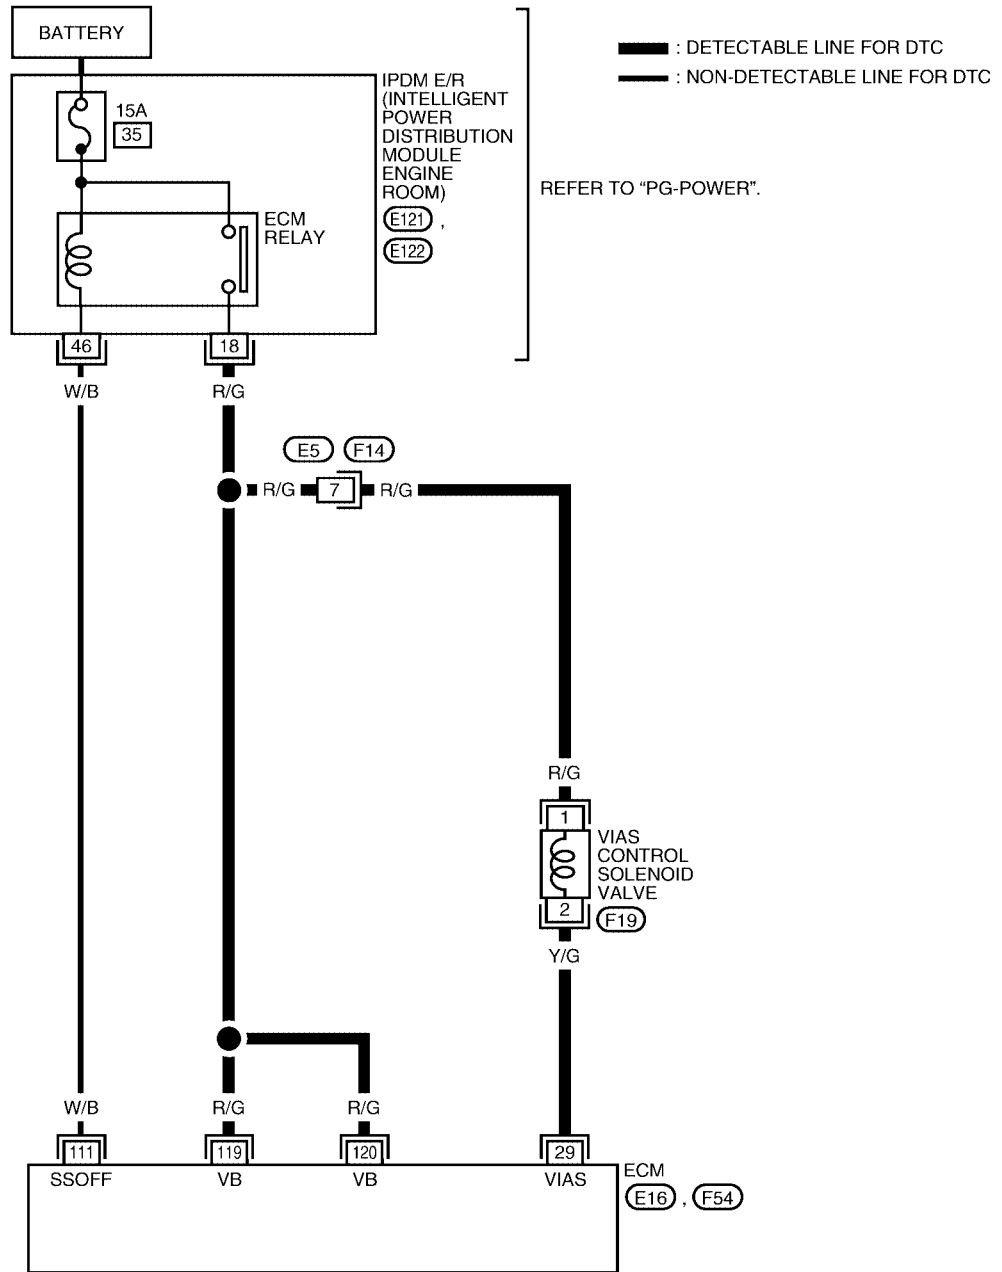 BATTERY
: DETECTABLE LINE FOR DTC
: NON-DETECTABLE LINE FOR DTC
IPDM E/R
(INTELLIGENT
POWER
DISTRIBUTION
MODULE
ENGINE
ROOM)
E121 ,
E122
15A
35
REFER TO “PG-POWER”.
ECM
RELAY
46
18
W/B
R/G
E5
F14
R/G
7
R/G
R/G
1
VIAS
CONTROL
SOLENOID
VALVE
2
F19
Y/G
W/B
R/G
R/G
111
119
120
29
SSOFF
VB
VB
VIAS
ECM
E16 , F54